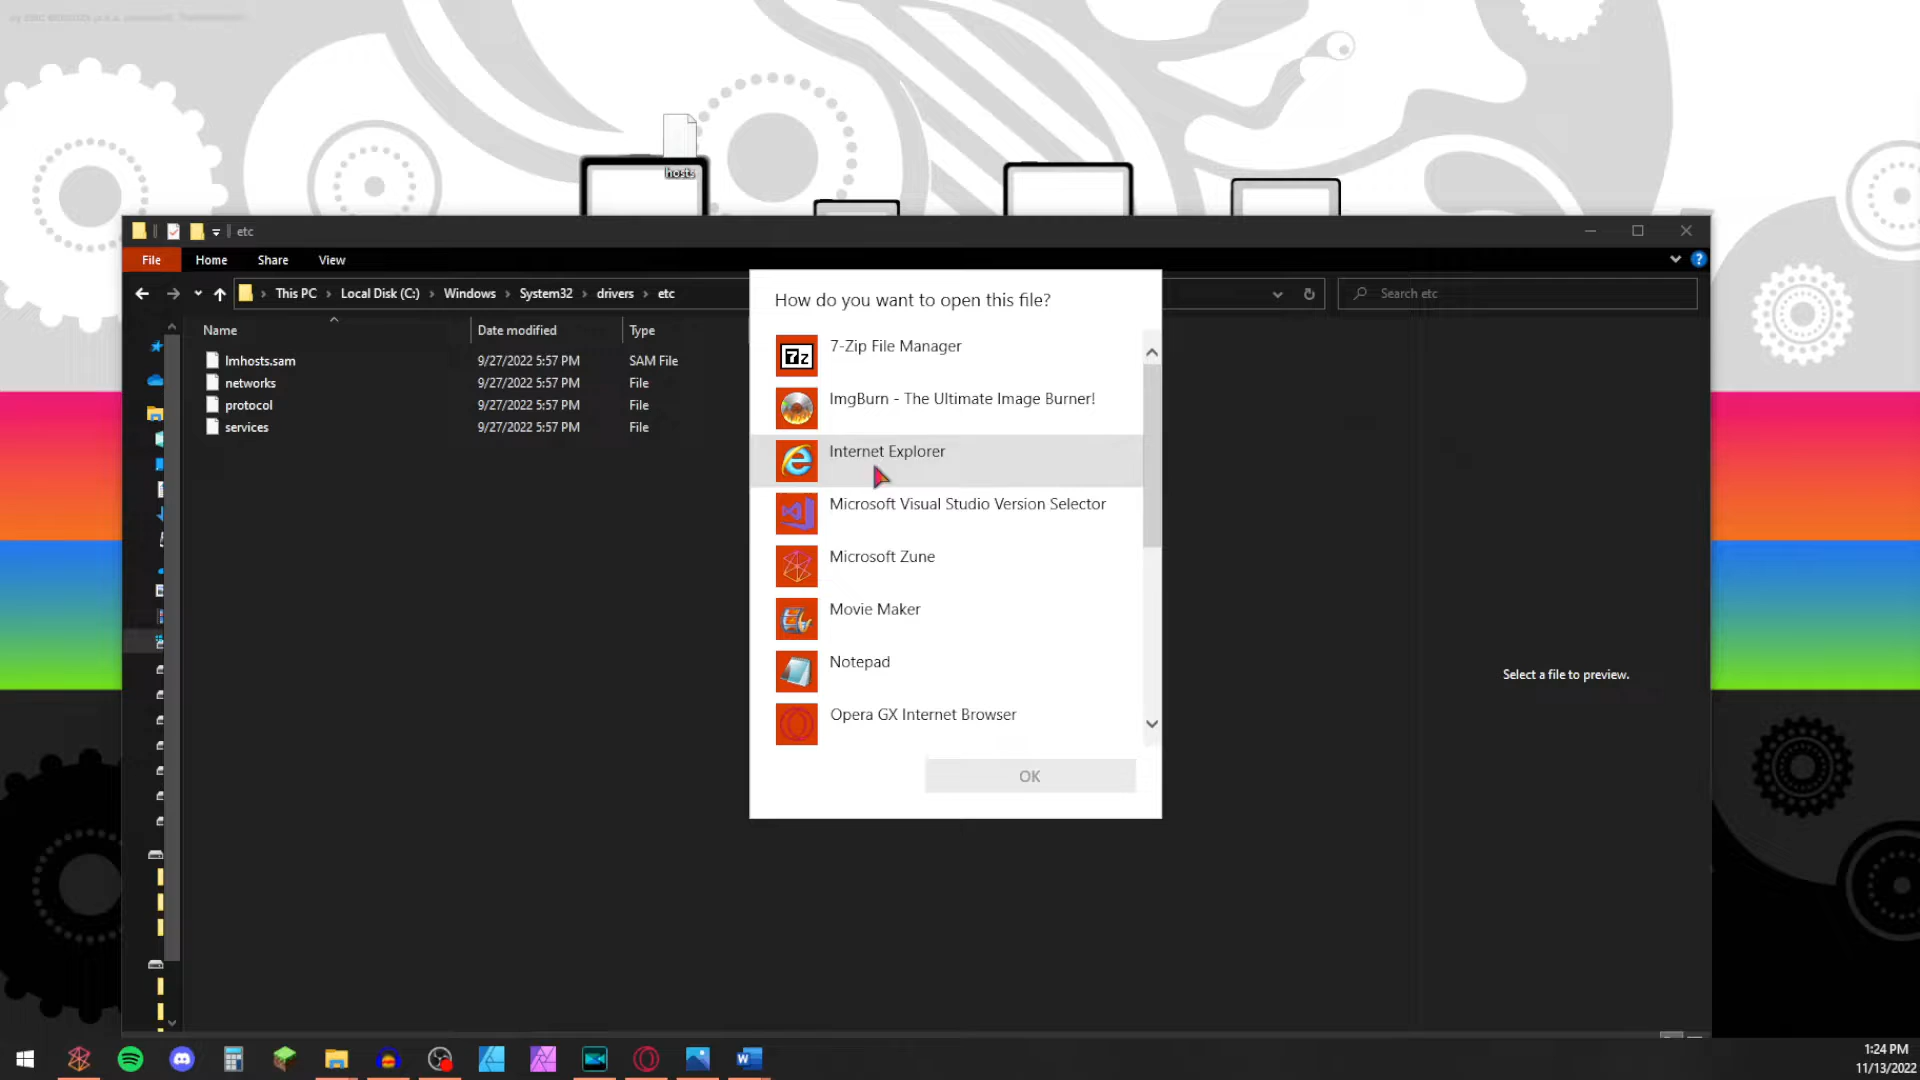 hosts
etc
File Home Share View
This PC Local Disk (C:) Windows System32 drivers etc
Search etc
Name Date modified Type
lmhosts.sam 9/27/2022 5:57 PM SAM File
networks 9/27/2022 5:57 PM File
protocol 9/27/2022 5:57 PM File
services 9/27/2022 5:57 PM File
How do you want to open this file?
7z
7-Zip File Manager
ImgBurn - The Ultimate Image Burner!
Internet Explorer
Microsoft Visual Studio Version Selector
Microsoft Zune
Movie Maker
Notepad
Opera GX Internet Browser
OK
Select a file to preview.
1:24 PM
11/13/2022